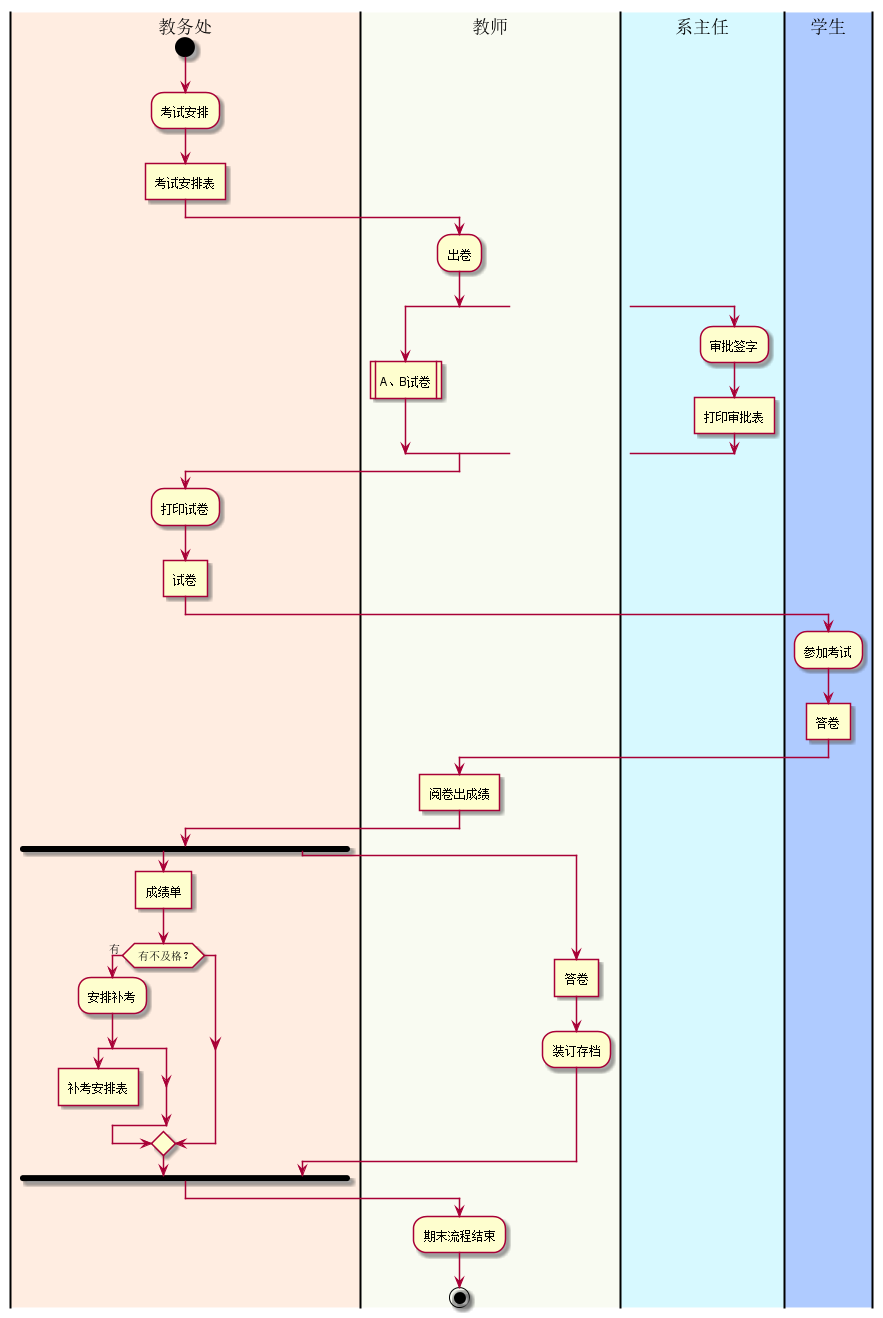 教务处
教师
系主任
学生
考试安排
考试安排表
出卷
审批签字
A、B试卷
打印审批表
打印试卷
试卷
参加考试
答卷
阅卷出成绩
成绩单
有
有不及格？
安排补考
答卷
装订存档
补考安排表
期末流程结束